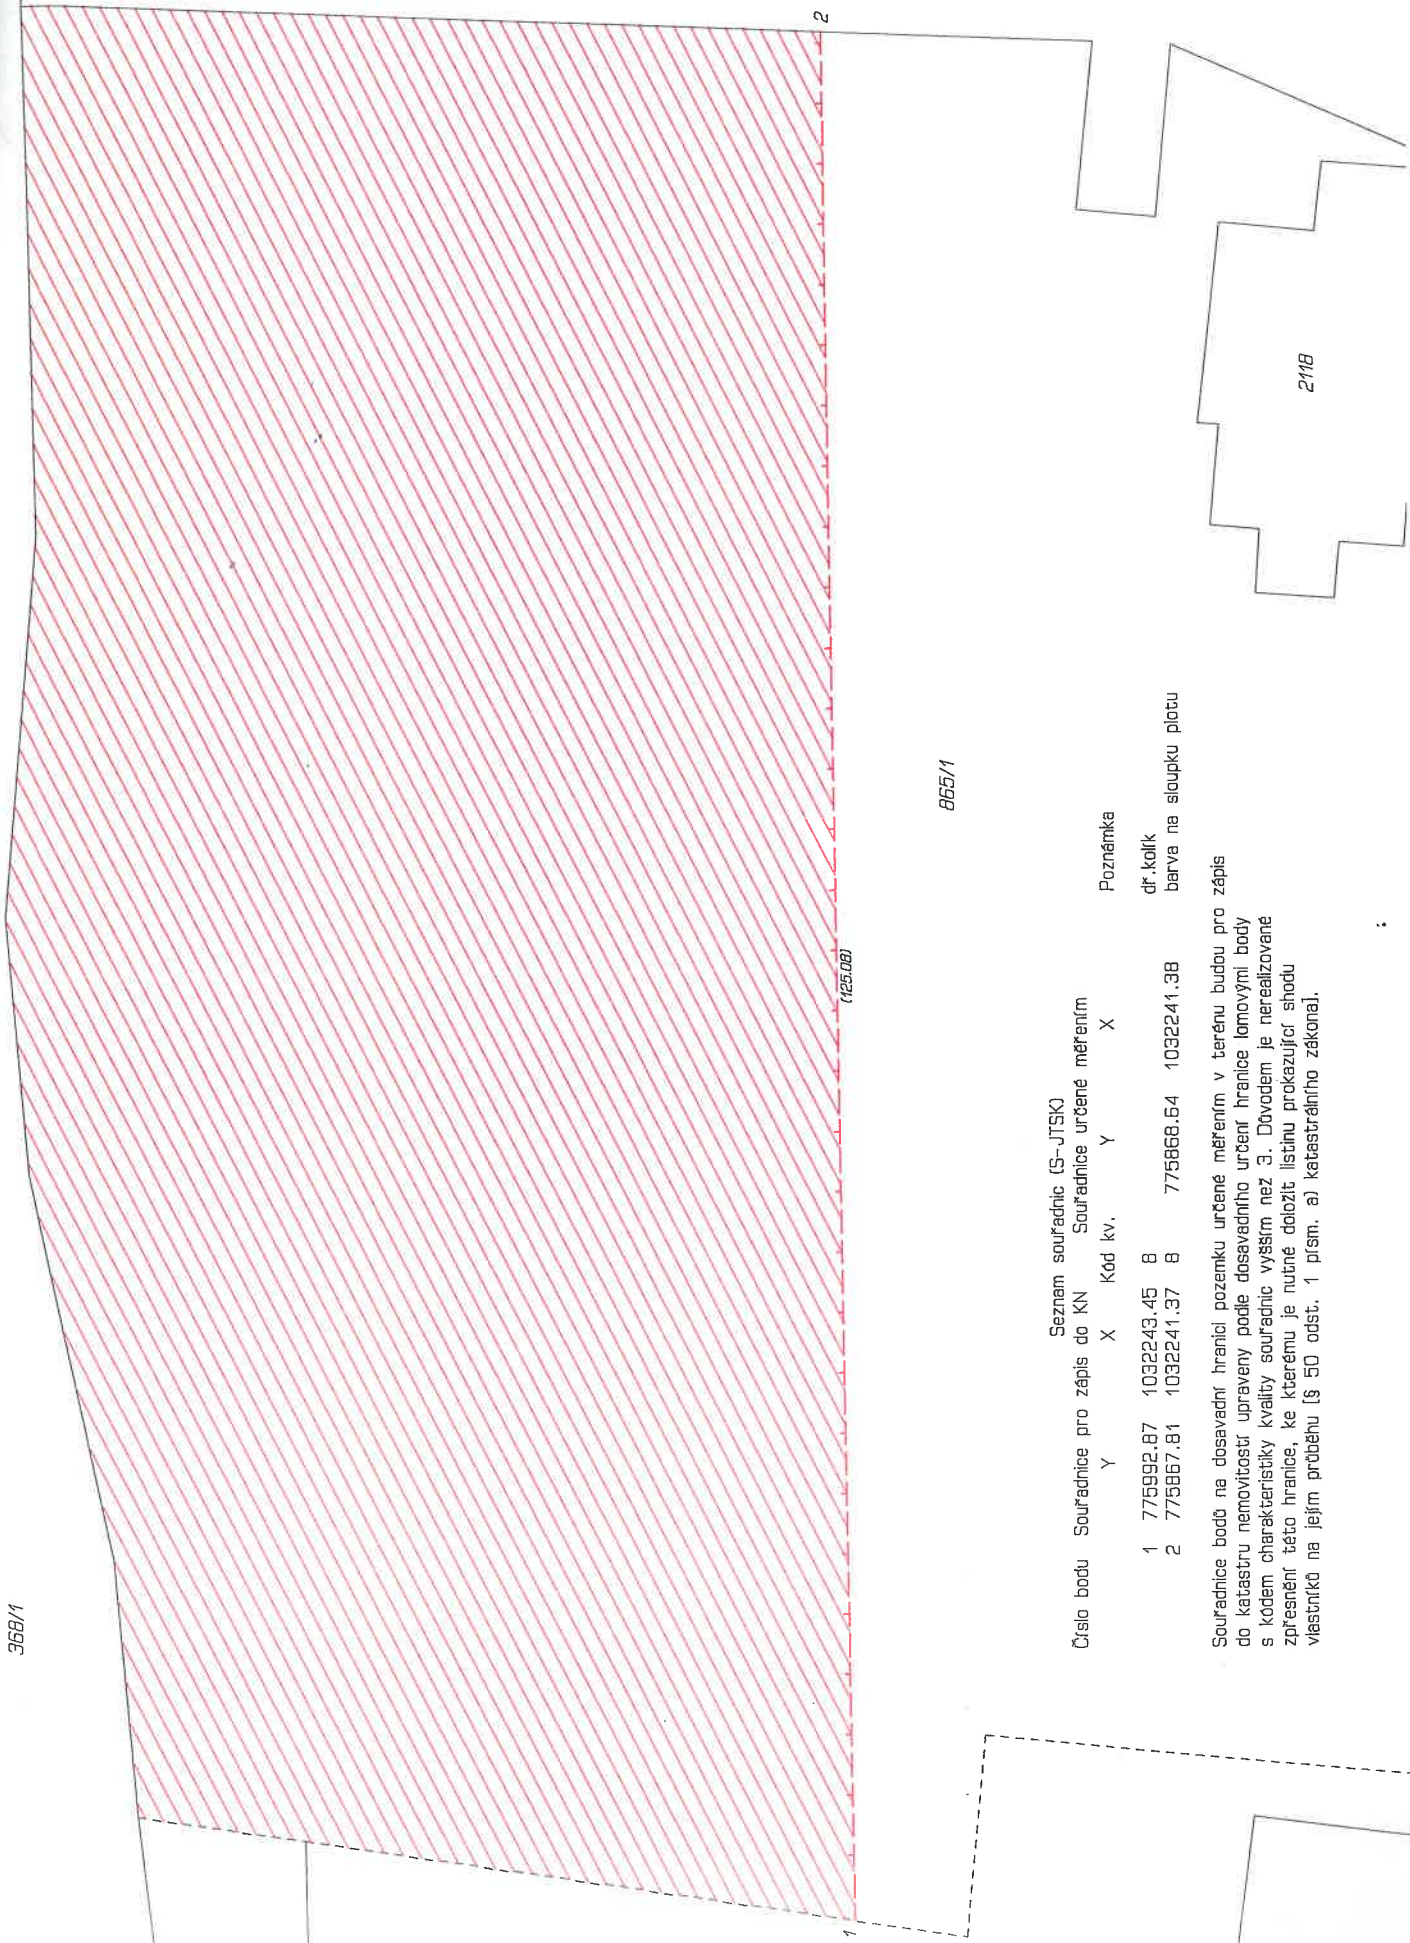 368/1
2
1
(125.08)
865/1
2118
Seznam souřadnic (S-JTSK)
Číslo bodu Souřadnice pro zápis do KN Souřadnice určené měřením
Y X Kód kv. Y X Poznámka
1 775992.87 1032243.45 8 dř.kolík
2 775867.81 1032241.37 8 775868.64 1032241.38 barva na sloupku plotu
Souřadnice bodů na dosavadní hranici pozemku určené měřením v terénu budou pro zápis
do katastru nemovitostí upraveny podle dosavadního určení hranice lomovými body
s kódem charakteristiky kvality souřadnic vyšším než 3. Důvodem je nerealizované
zpřesnění této hranice, ke kterému je nutné doložit listinu prokazující shodu
vlastníků na jejím průběhu [§ 50 odst. 1 písm. a) katastrálního zákona].